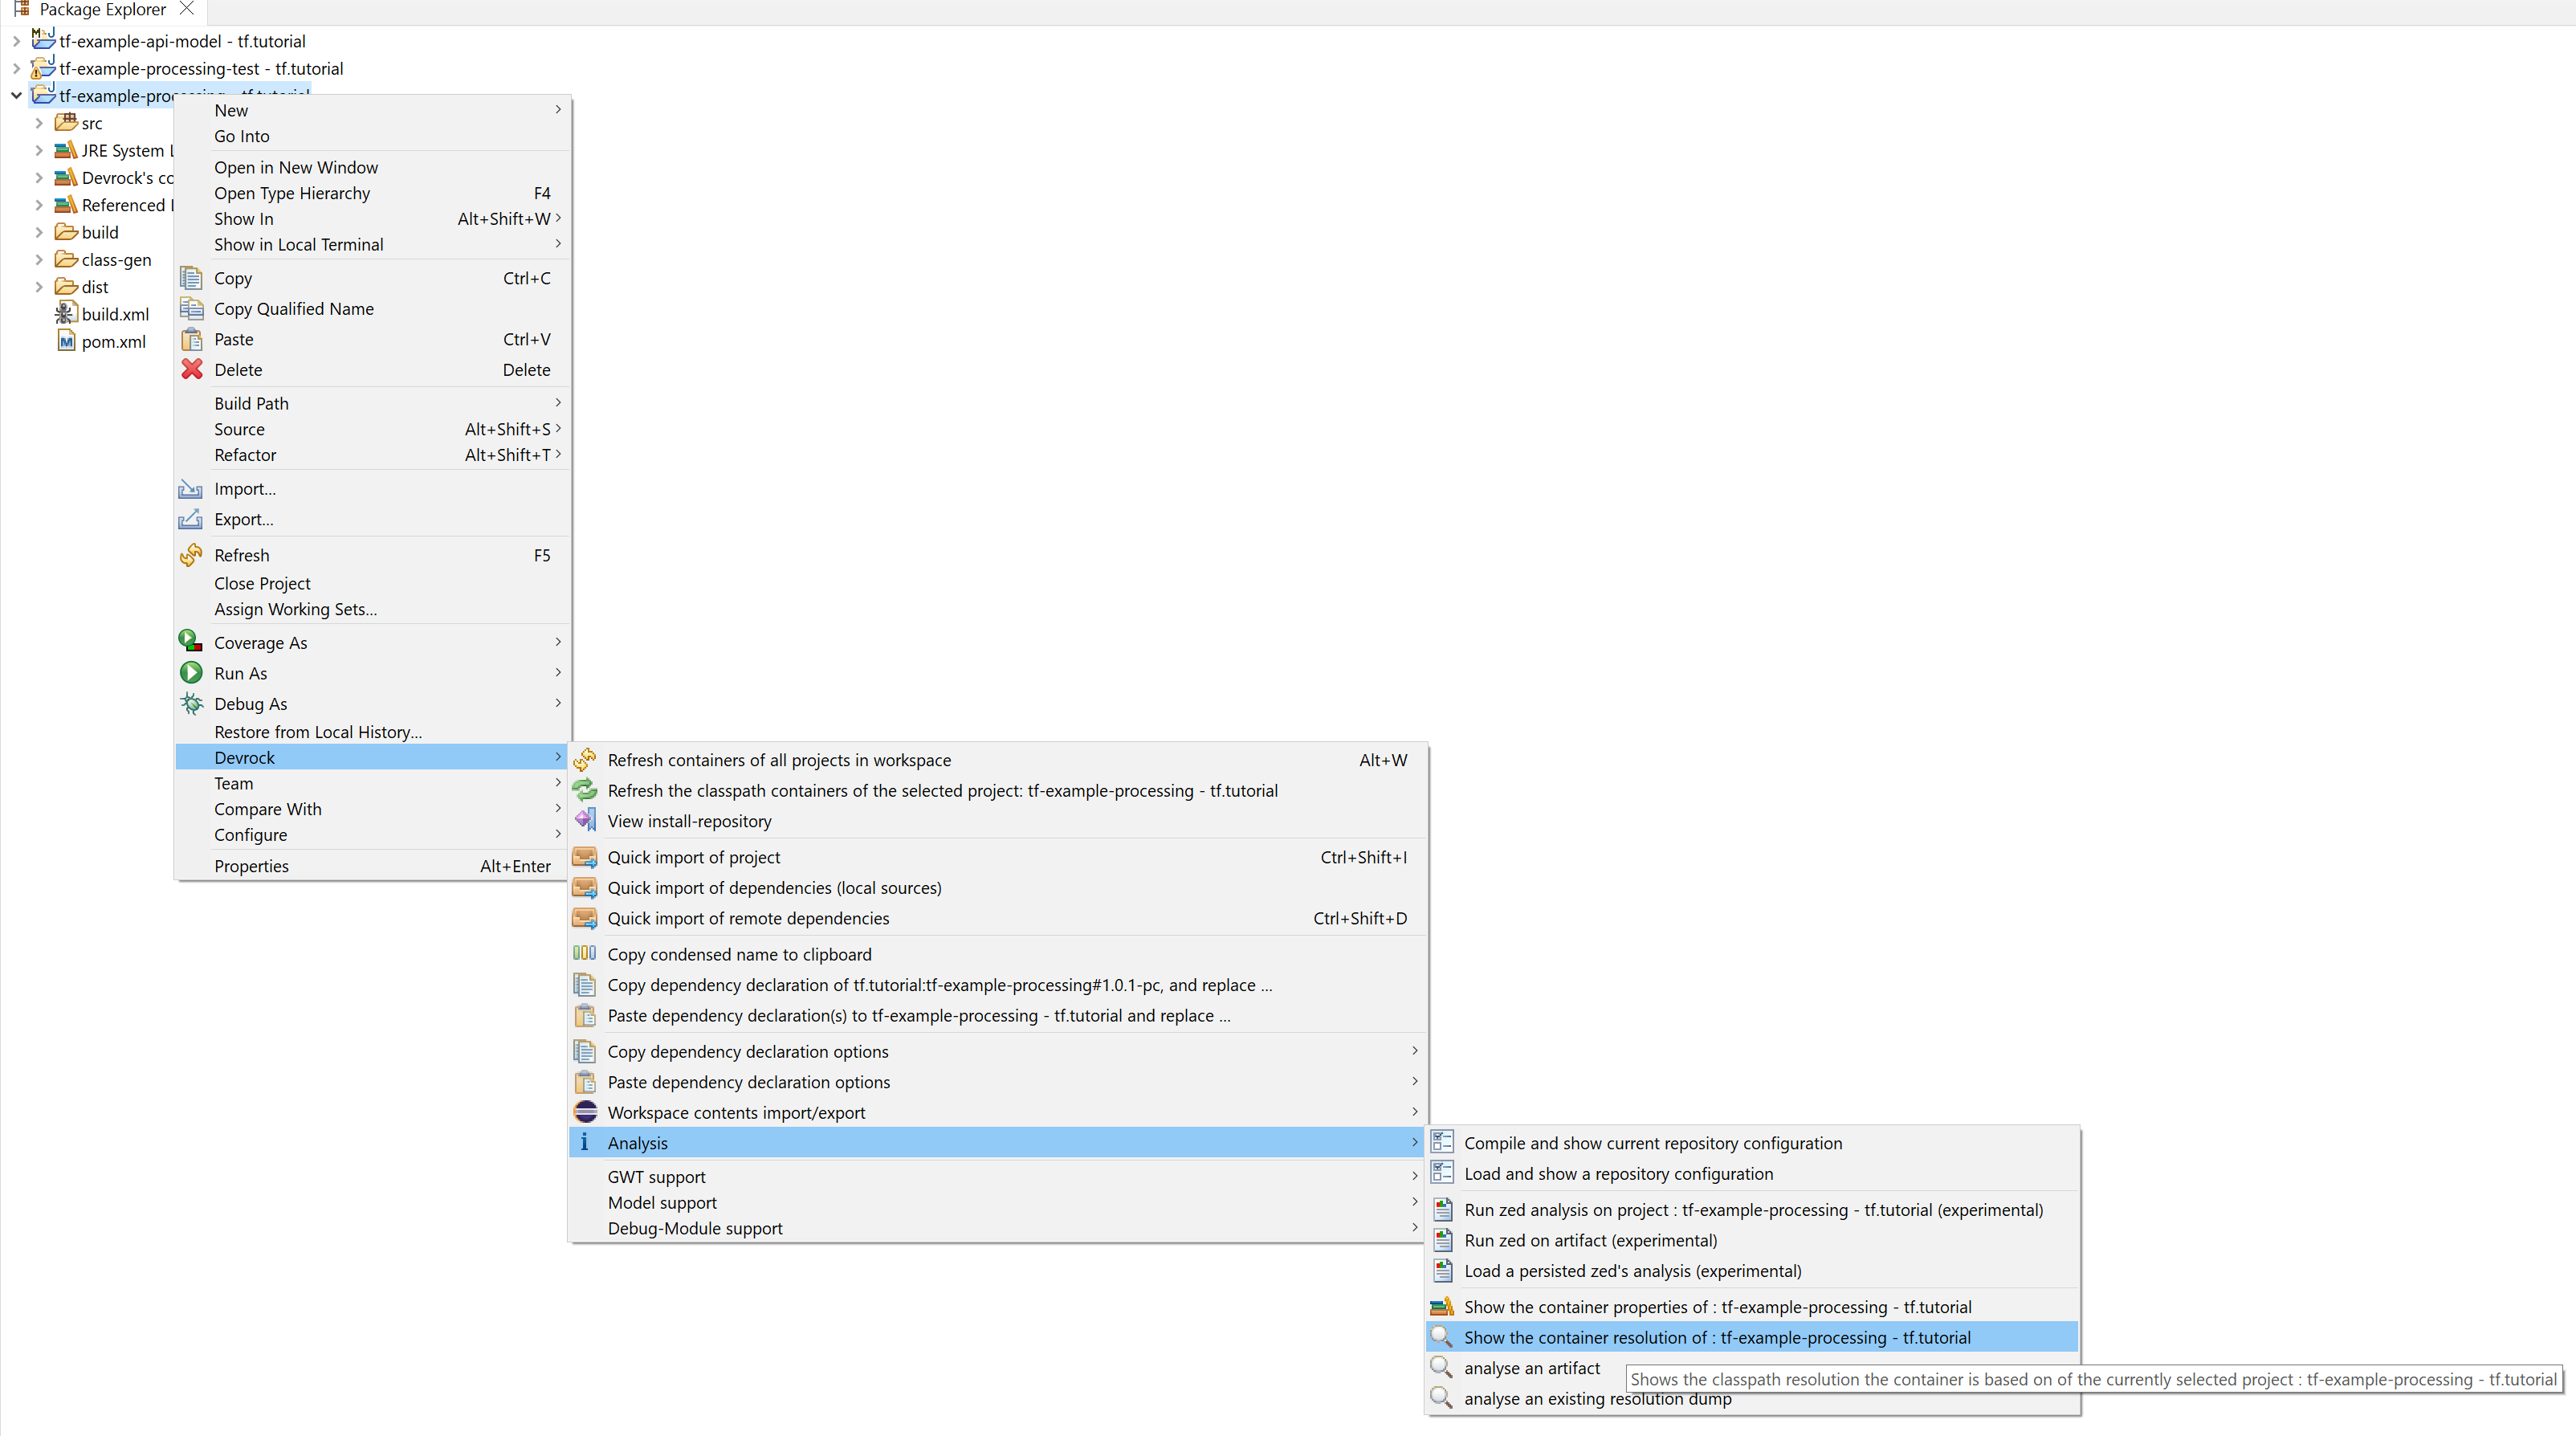 Package Explorer
tf-example-api-model - tf.tutorial
tf-example-processing-test - tf.tutorial
tf-example-processing - tf.tutorial
src
JRE System L
Devrock's co
Referenced
build
class-gen
dist
build.xml
pom.xml
New
Go Into
Open in New Window
Open Type Hierarchy F4
Show In Alt+Shift+W
Show in Local Terminal
Copy Ctrl+C
Copy Qualified Name
Paste Ctrl+V
Delete Delete
Build Path
Source Alt+Shift+S
Refactor Alt+Shift+T
Import...
Export...
Refresh F5
Close Project
Assign Working Sets...
Coverage As
Run As
Debug As
Restore from Local History...
Devrock
Team
Compare With
Configure
Properties Alt+Enter
Refresh containers of all projects in workspace Alt+W
Refresh the classpath containers of the selected project: tf-example-processing - tf.tutorial
View install-repository
Quick import of project Ctrl+Shift+I
Quick import of dependencies (local sources)
Quick import of remote dependencies Ctrl+Shift+D
Copy condensed name to clipboard
Copy dependency declaration of tf.tutorial:tf-example-processing#1.0.1-pc, and replace ...
Paste dependency declaration(s) to tf-example-processing - tf.tutorial and replace ...
Copy dependency declaration options
Paste dependency declaration options
Workspace contents import/export
Analysis
GWT support
Model support
Debug-Module support
Compile and show current repository configuration
Load and show a repository configuration
Run zed analysis on project : tf-example-processing - tf.tutorial (experimental)
Run zed on artifact (experimental)
Load a persisted zed's analysis (experimental)
Show the container properties of : tf-example-processing - tf.tutorial
Show the container resolution of : tf-example-processing - tf.tutorial
analyse an artifact
Shows the classpath resolution the container is based on of the currently selected project : tf-example-processing - tf.tutorial
analyse an existing resolution dump